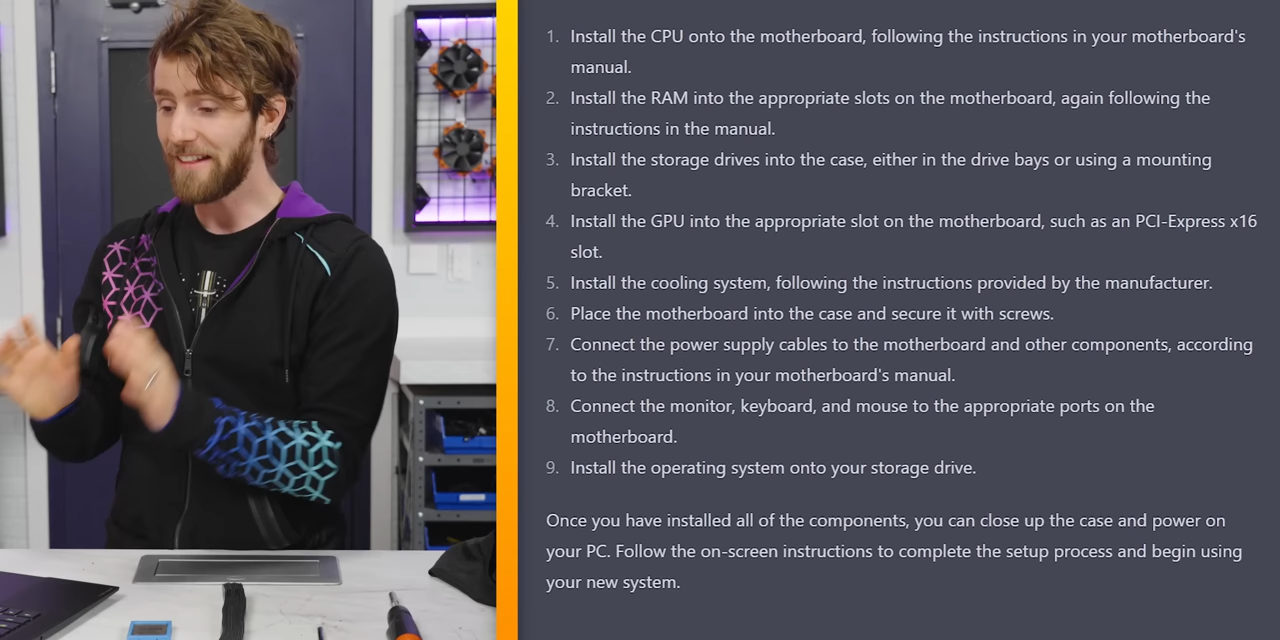 1. Install the CPU onto the motherboard, following the instructions in your motherboard's
manual.
2. Install the RAM into the appropriate slots on the motherboard, again following the
instructions in the manual.
3. Install the storage drives into the case, either in the drive bays or using a mounting
bracket.
4. Install the GPU into the appropriate slot on the motherboard, such as an PCI-Express x16
slot.
5. Install the cooling system, following the instructions provided by the manufacturer.
6. Place the motherboard into the case and secure it with screws.
7. Connect the power supply cables to the motherboard and other components, according
to the instructions in your motherboard's manual.
8. Connect the monitor, keyboard, and mouse to the appropriate ports on the
motherboard.
9. Install the operating system onto your storage drive.
Once you have installed all of the components, you can close up the case and power on
your PC. Follow the on-screen instructions to complete the setup process and begin using
your new system.